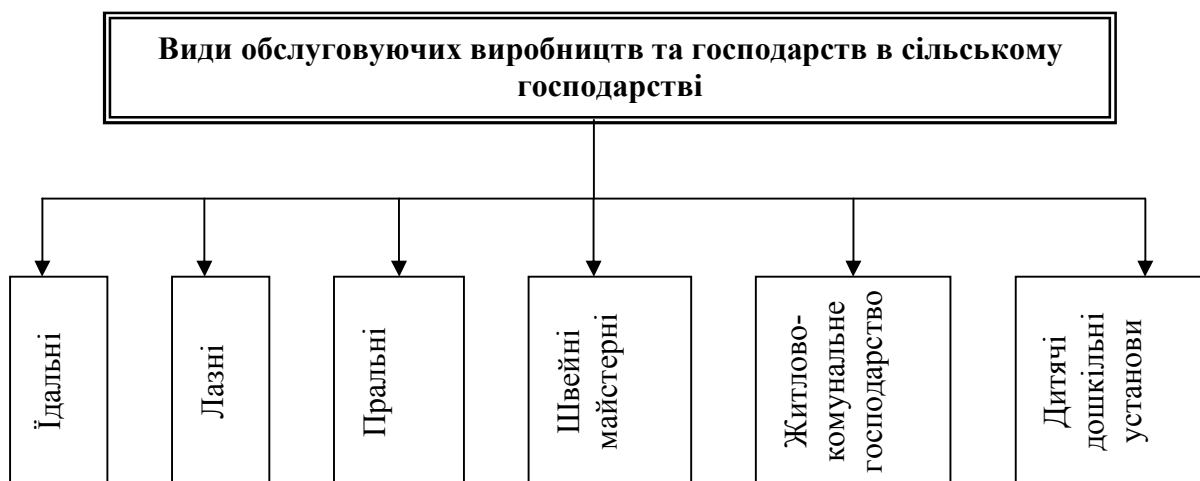 Види обслуговуючих виробництв та господарств в сільському
господарстві
Їдальні
Лазні
Пральні
Швейні
майстерні
Житлово-
комунальне
господарство
Дитячі
дошкільні
установи